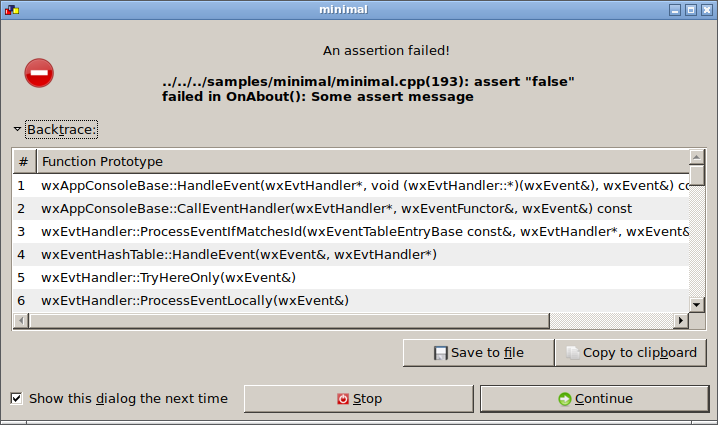 minimal
An assertion failed!
../../../samples/minimal/minimal.cpp(193): assert "false"
failed in OnAbout(): Some assert message
Backtrace:
# Function Prototype
1 wxAppConsoleBase::HandleEvent(wxEvtHandler*, void (wxEvtHandler::*)(wxEvent&), wxEvent&) co
2 wxAppConsoleBase::CallEventHandler(wxEvtHandler*, wxEventFunctor&, wxEvent&) const
3 wxEvtHandler::ProcessEventIfMatchesId(wxEventTableEntryBase const&, wxEvtHandler*, wxEvent&
4 wxEventHashTable::HandleEvent(wxEvent&, wxEvtHandler*)
5 wxEvtHandler::TryHereOnly(wxEvent&)
6 wxEvtHandler::ProcessEventLocally(wxEvent&)
Save to file Copy to clipboard
Show this dialog the next time Stop Continue